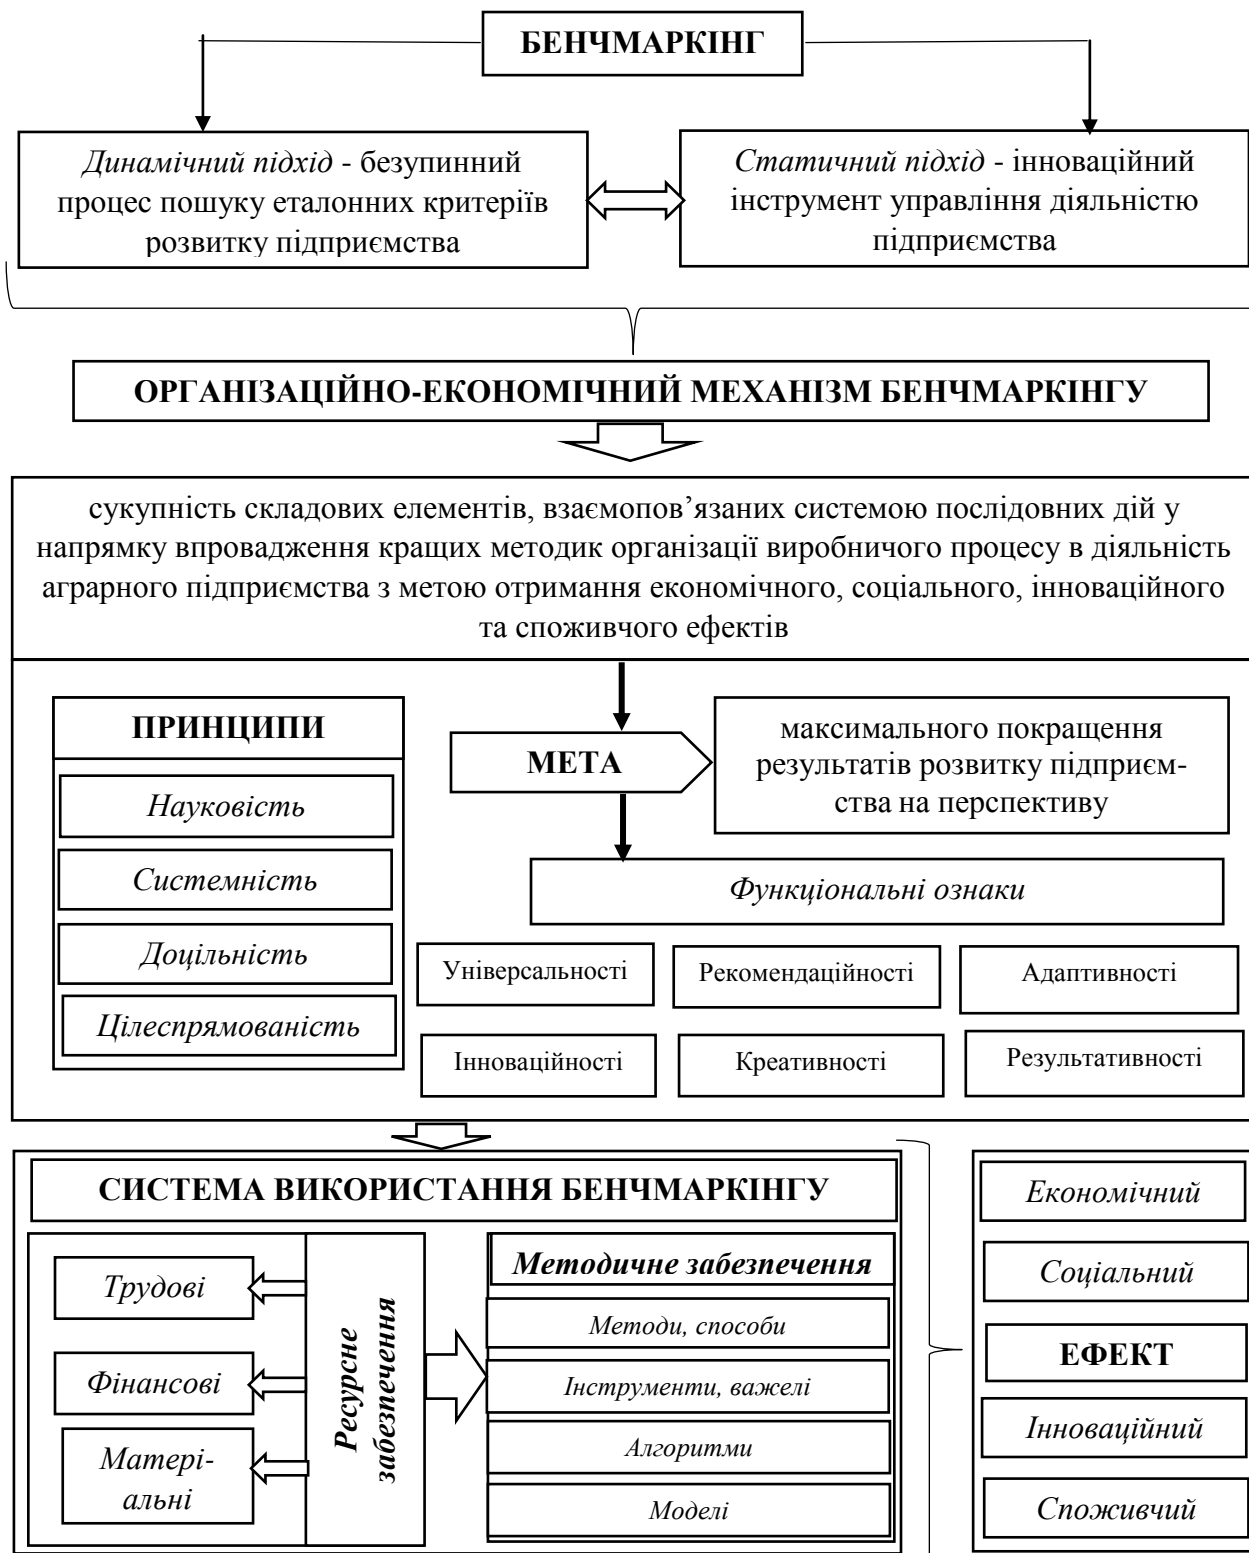 БЕНЧМАРКІНГ
Динамічний підхід - безупинний
процес пошуку еталонних критеріїв
розвитку підприємства
Статичний підхід - інноваційний
інструмент управління діяльністю
підприємства
ОРГАНІЗАЦІЙНО-ЕКОНОМІЧНИЙ МЕХАНІЗМ БЕНЧМАРКІНГУ
сукупність складових елементів, взаємопов’язаних системою послідовних дій у
напрямку впровадження кращих методик організації виробничого процесу в діяльність
аграрного підприємства з метою отримання економічного, соціального, інноваційного
та споживчого ефектів
ПРИНЦИПИ
Науковість
Системність
Доцільність
Цілеспрямованість
МЕТА
максимального покращення
результатів розвитку підприєм-
ства на перспективу
Функціональні ознаки
Універсальності
Рекомендаційності
Адаптивності
Інноваційності
Креативності
Результативності
СИСТЕМА ВИКОРИСТАННЯ БЕНЧМАРКІНГУ
Трудові
Фінансові
Матері-
альні
Ресурсне
забезпечення
Методичне забезпечення
Методи, способи
Інструменти, важелі
Алгоритми
Моделі
Економічний
Соціальний
ЕФЕКТ
Інноваційний
Споживчий